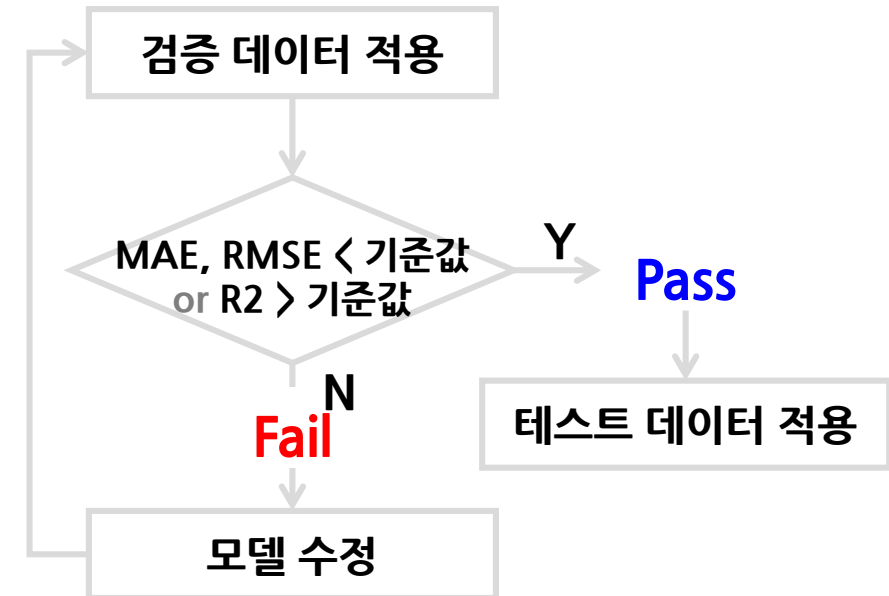 검증 데이터 적용
MAE, RMSE < 기준값
or R2 > 기준값
Y
Pass
N
Fail
테스트 데이터 적용
모델 수정